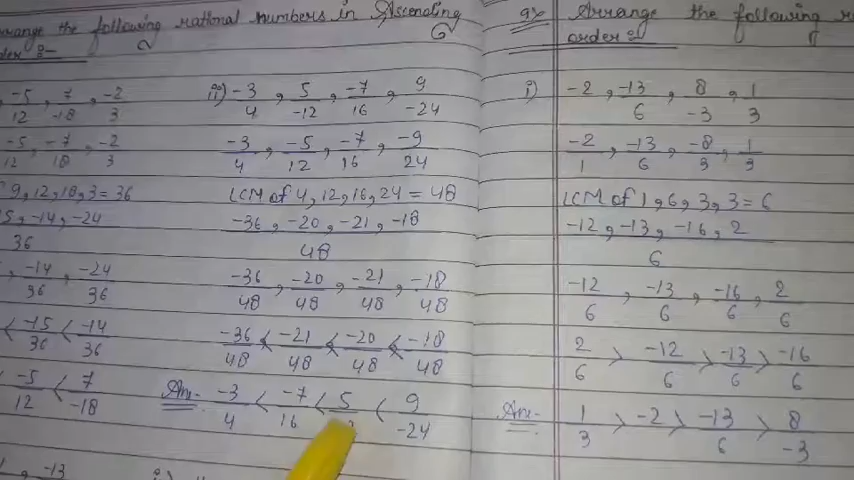 the following rational numbers in Ascending
-5/12, 7/-18, -2/3
-5/12, -7/18, -2/3
9, 12, 18, 3 = 36
-14, -24
36
-14/36, -24/36
< -15/36 < -14/36
-5/12 < 7/-18
-13
ii) -3/4, 5/-12, -7/16, 9/-24
-3/4, -5/12, -7/16, -9/24
LCM of 4, 12, 16, 24 = 48
-36, -20, -21, -18
48
-36/48, -20/48, -21/48, -18/48
-36/48 < -21/48 < -20/48 < -18/48
Ans:- -3/4 < -7/16 < 5 < 9/-24
Arrange the following
order :-
i) -2, -13/6, 8/-3, 1/3
-2/1, -13/6, -8/3, 1/3
LCM of 1, 6, 3, 3 = 6
-12, -13, -16, 2
6
-12/6, -13/6, -16/6, 2/6
2/6 > -12/6 > -13/6 > -16/6
Ans:- 1/3 > -2 > -13/6 > 8/-3